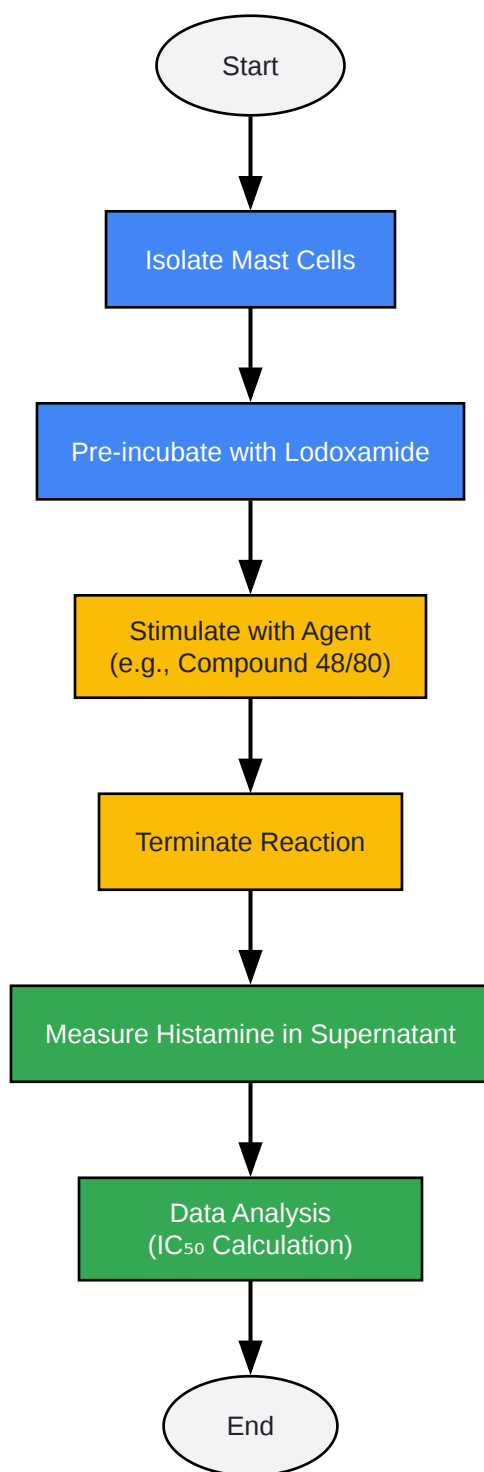 Start
Isolate Mast Cells
Pre-incubate with Lodoxamide
Stimulate with Agent
(e.g., Compound 48/80)
Terminate Reaction
Measure Histamine in Supernatant
Data Analysis
(IC₅₀ Calculation)
End